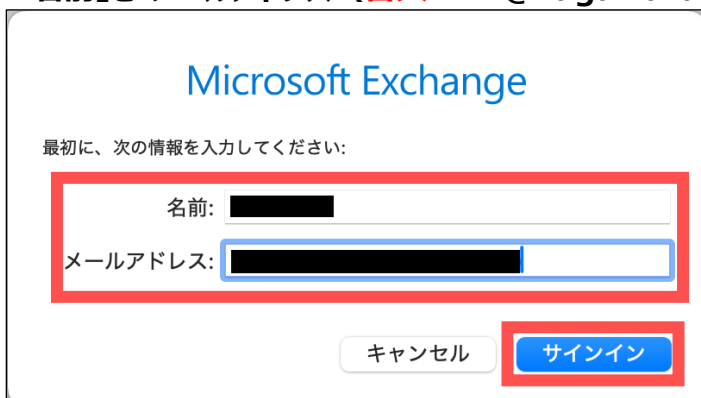 Microsoft Exchange
最初に、次の情報を入力してください:
名前:
メールアドレス:
キャンセル サインイン